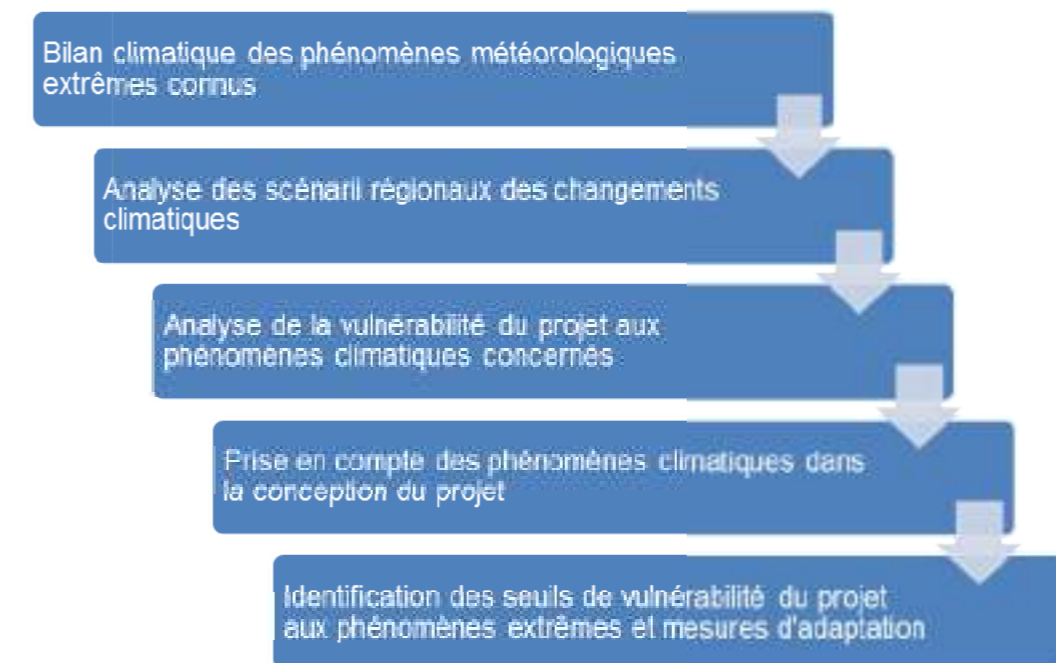 Bilan climatique des phénomènes météorologiques
extrêmes connus
Analyse des scénarii régionaux des changements
climatiques
Analyse de la vulnérabilité du projet aux
phénomènes climatiques concernés
Prise en compte des phénomènes climatiques dans
la conception du projet
Identification des seuils de vulnérabilité du projet
aux phénomènes extrêmes et mesures d'adaptation